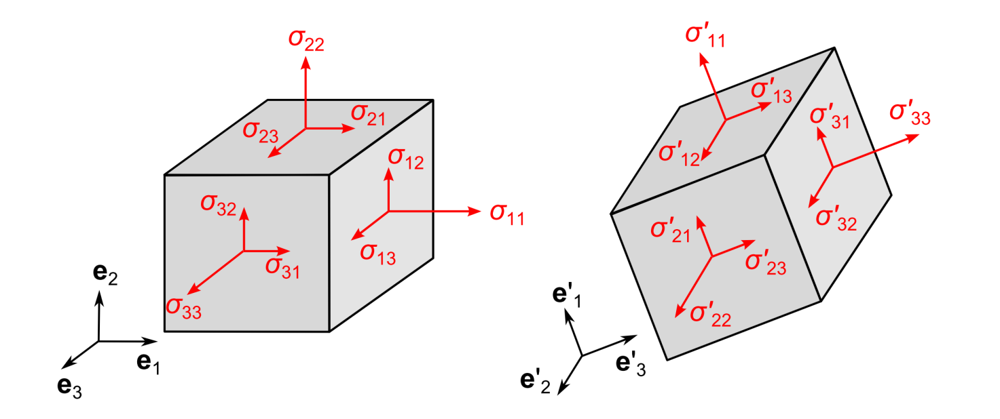 σ₂₂
σ₂₁
σ₂₃
σ₁₂
σ₃₂
σ₁₁
σ₁₃
σ₃₁
σ₃₃
e₂
e₁
e₃
σ'₁₁
σ'₁₃
σ'₃₁
σ'₃₃
σ'₁₂
σ'₃₂
σ'₂₁
σ'₂₃
σ'₂₂
e'₁
e'₃
e'₂